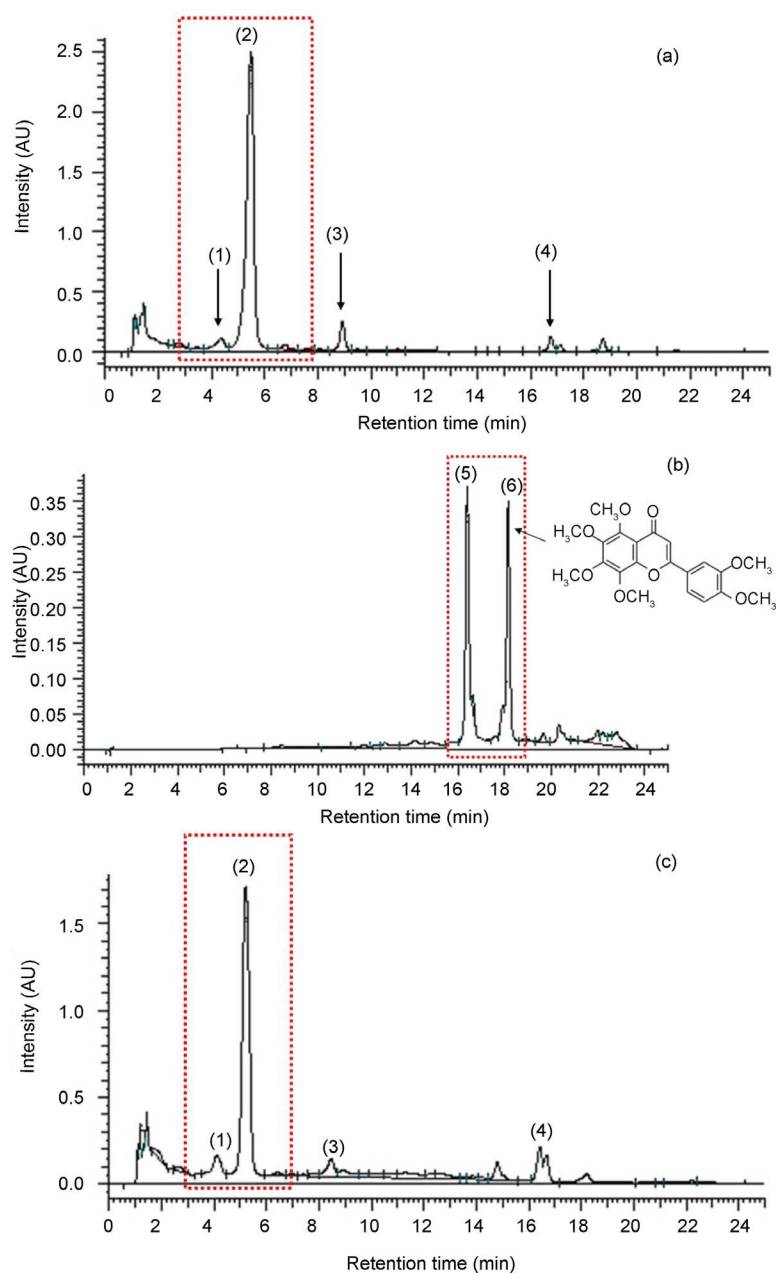 (2)
(a)
2.5
2.0
1.5
1.0
0.5
0.0
Intensity (AU)
(1)
(3)
(4)
0 2 4 6 8 10 12 14 16 18 20 22 24
Retention time (min)
(b)
(5)
(6)
0.35
0.30
0.25
0.20
0.15
0.10
0.05
0.00
Intensity (AU)
CH₃O O
H₃CO
H₃CO O OCH₃
OCH₃ OCH₃
0 2 4 6 8 10 12 14 16 18 20 22
Retention time (min)
(c)
(2)
1.5
1.0
0.5
0.0
Intensity (AU)
(1)
(3)
(4)
0 2 4 6 8 10 12 14 16 18 20 22 24
Retention time (min)